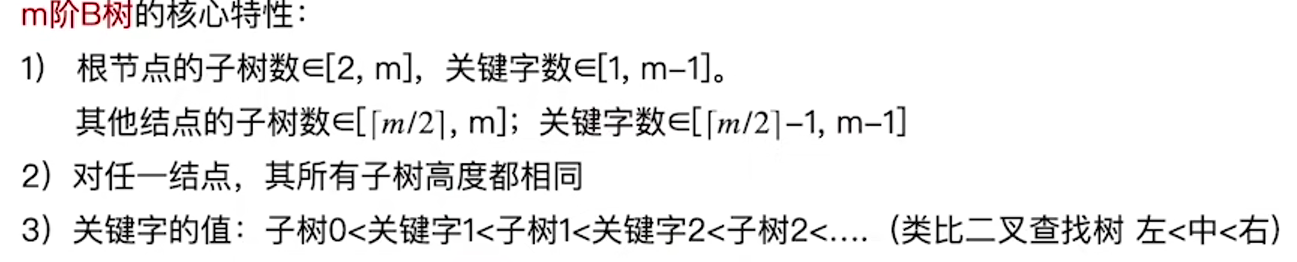 m阶B树的核心特性：
1） 根节点的子树数∈[2, m]，关键字数∈[1, m–1]。
其他结点的子树数∈[⌈m/2⌉, m]；关键字数∈[⌈m/2⌉–1, m–1]
2）对任一结点，其所有子树高度都相同
3）关键字的值：子树0<关键字1<子树1<关键字2<子树2<….（类比二叉查找树 左<中<右）